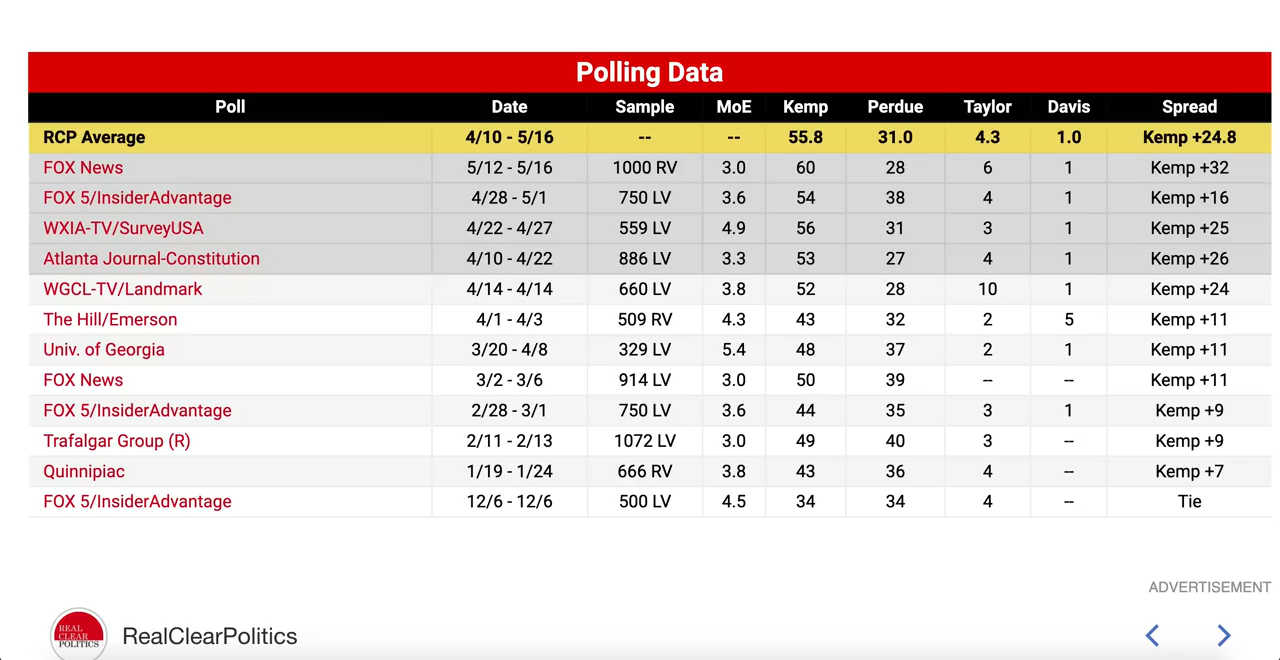 Polling Data
Poll Date Sample MoE Kemp Perdue Taylor Davis Spread
RCP Average 4/10 - 5/16 -- -- 55.8 31.0 4.3 1.0 Kemp +24.8
FOX News 5/12 - 5/16 1000 RV 3.0 60 28 6 1 Kemp +32
FOX 5/InsiderAdvantage 4/28 - 5/1 750 LV 3.6 54 38 4 1 Kemp +16
WXIA-TV/SurveyUSA 4/22 - 4/27 559 LV 4.9 56 31 3 1 Kemp +25
Atlanta Journal-Constitution 4/10 - 4/22 886 LV 3.3 53 27 4 1 Kemp +26
WGCL-TV/Landmark 4/14 - 4/14 660 LV 3.8 52 28 10 1 Kemp +24
The Hill/Emerson 4/1 - 4/3 509 RV 4.3 43 32 2 5 Kemp +11
Univ. of Georgia 3/20 - 4/8 329 LV 5.4 48 37 2 1 Kemp +11
FOX News 3/2 - 3/6 914 LV 3.0 50 39 -- -- Kemp +11
FOX 5/InsiderAdvantage 2/28 - 3/1 750 LV 3.6 44 35 3 1 Kemp +9
Trafalgar Group (R) 2/11 - 2/13 1072 LV 3.0 49 40 3 -- Kemp +9
Quinnipiac 1/19 - 1/24 666 RV 3.8 43 36 4 -- Kemp +7
FOX 5/InsiderAdvantage 12/6 - 12/6 500 LV 4.5 34 34 4 -- Tie
ADVERTISEMENT
REAL
CLEAR
POLITICS
RealClearPolitics